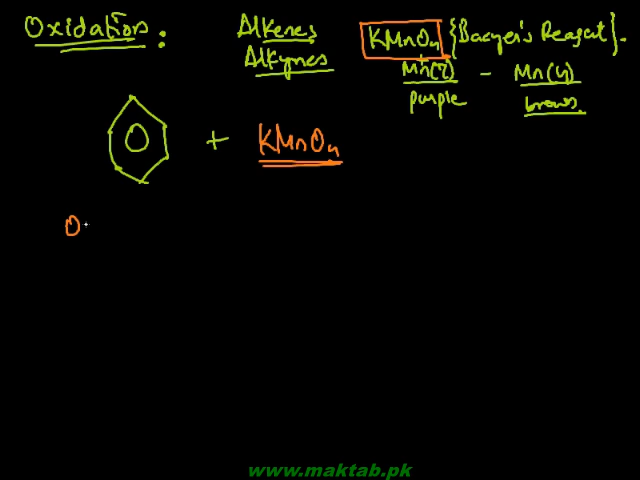 Oxidation: Alkenes Alkynes KMnO4 {Baeyer's Reagent}.
Mn(7) - Mn(4)
purple brown
+ KMnO4
O
www.maktab.pk